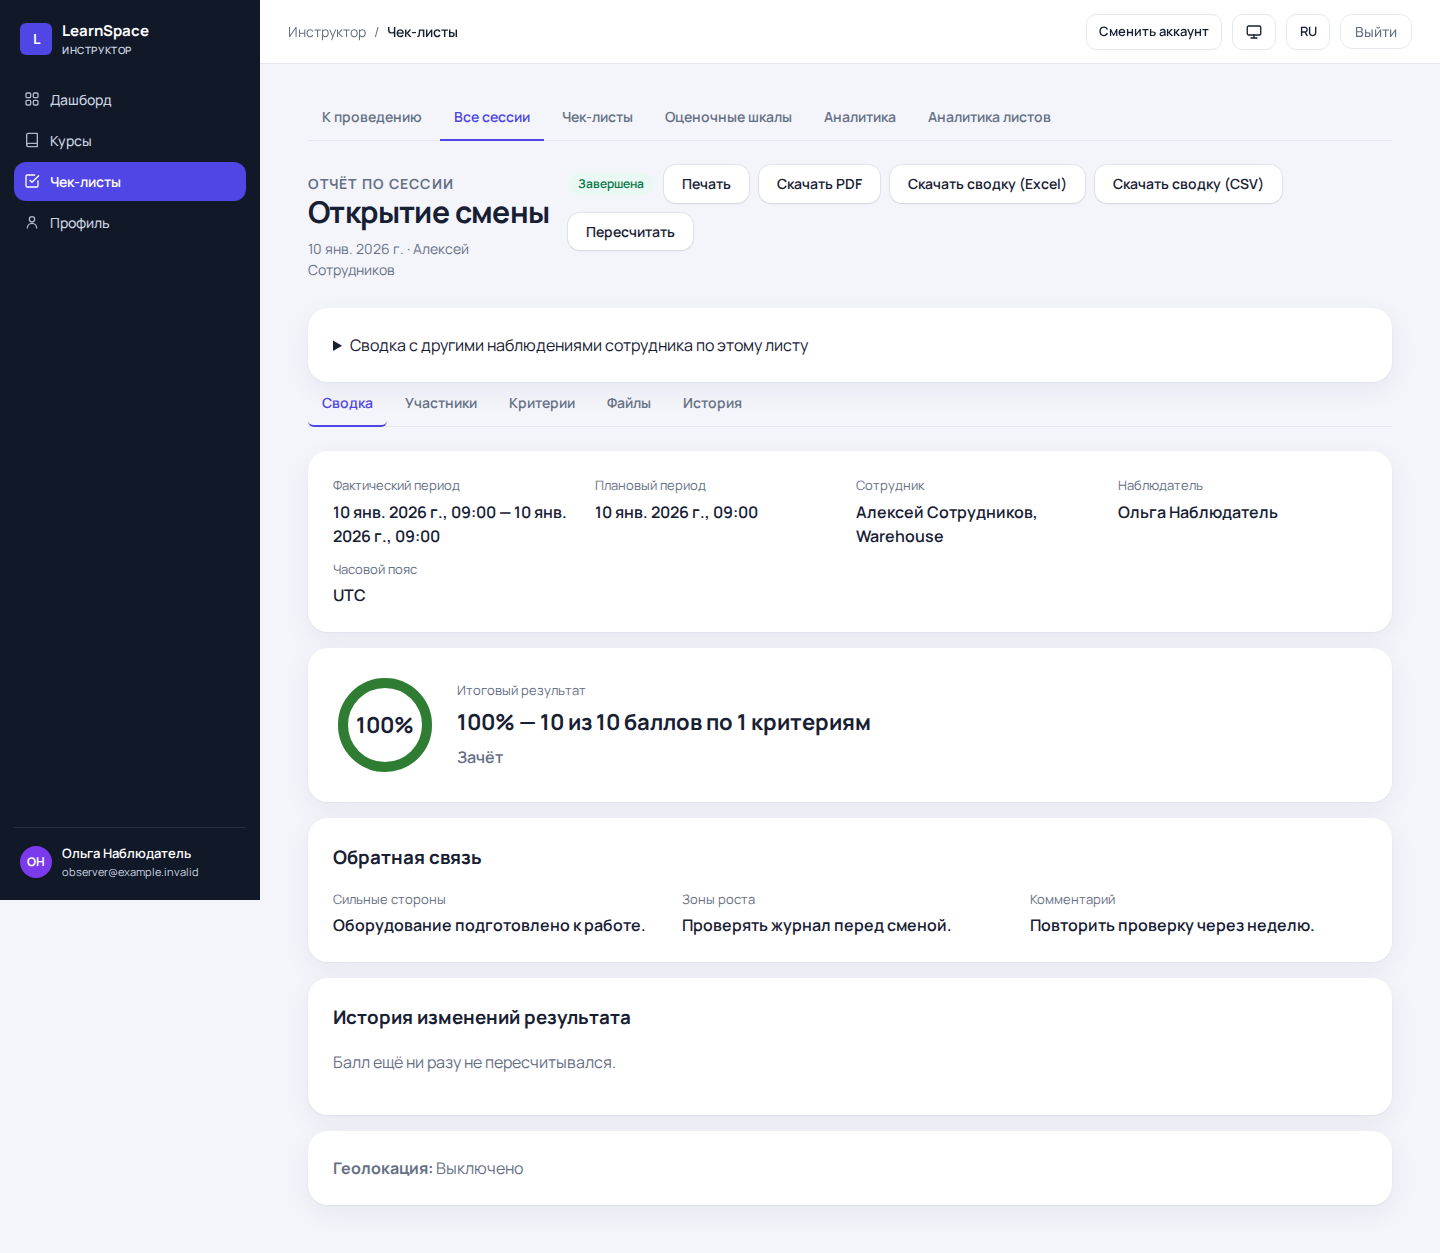 L
LearnSpace
ИНСТРУКТОР
Дашборд
Курсы
Чек-листы
Профиль
ОН
Ольга Наблюдатель
observer@example.invalid
Инструктор / Чек-листы
Сменить аккаунт
RU
Выйти
К проведению
Все сессии
Чек-листы
Оценочные шкалы
Аналитика
Аналитика листов
ОТЧЁТ ПО СЕССИИ
Открытие смены
10 янв. 2026 г. · Алексей
Сотрудников
Завершена
Печать
Скачать PDF
Скачать сводку (Excel)
Скачать сводку (CSV)
Пересчитать
Сводка с другими наблюдениями сотрудника по этому листу
Сводка
Участники
Критерии
Файлы
История
Фактический период
10 янв. 2026 г., 09:00 — 10 янв.
2026 г., 09:00
Плановый период
10 янв. 2026 г., 09:00
Сотрудник
Алексей Сотрудников,
Warehouse
Наблюдатель
Ольга Наблюдатель
Часовой пояс
UTC
100%
Итоговый результат
100% — 10 из 10 баллов по 1 критериям
Зачёт
Обратная связь
Сильные стороны
Оборудование подготовлено к работе.
Зоны роста
Проверять журнал перед сменой.
Комментарий
Повторить проверку через неделю.
История изменений результата
Балл ещё ни разу не пересчитывался.
Геолокация: Выключено